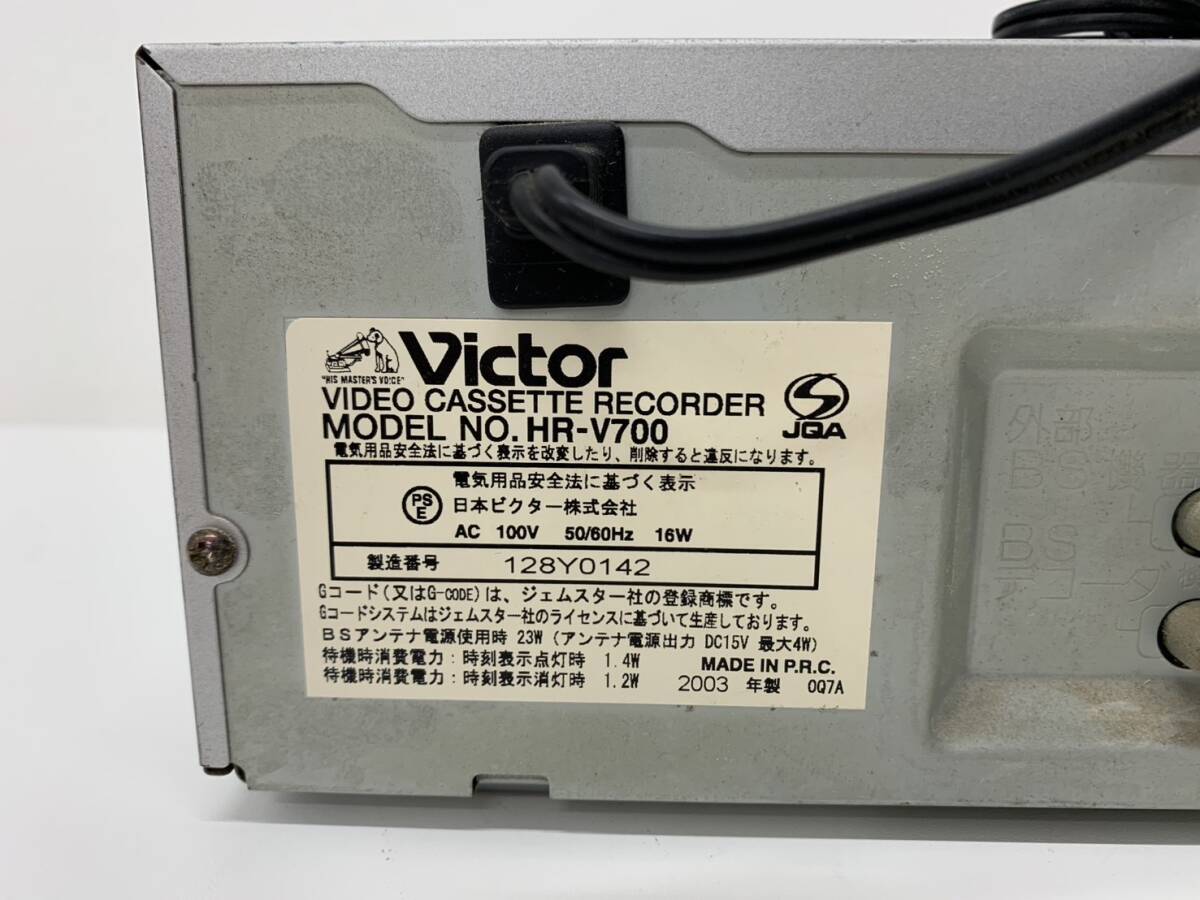 Victor
"HIS MASTER'S VOICE"
VIDEO CASSETTE RECORDER
MODEL NO. HR-V700
JQA
電気用品安全法に基づく表示を改変したり、削除すると違反になります。
電気用品安全法に基づく表示
PS
E
日本ビクター株式会社
AC 100V 50/60Hz 16W
製造番号 128Y0142
Gコード(又はG-CODE)は、ジェムスター社の登録商標です。
Gコードシステムはジェムスター社のライセンスに基づいて生産しております。
BSアンテナ電源使用時 23W (アンテナ電源出力 DC15V 最大4W)
待機時消費電力:時刻表示点灯時 1.4W
MADE IN P.R.C.
待機時消費電力:時刻表示消灯時 1.2W
2003 年製 0Q7A
外部
BS
デコーダ